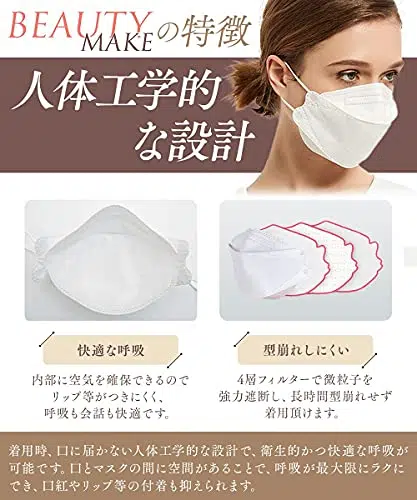 BEAUTY MAKEの特徴
人体工学的
な設計
快適な呼吸
内部に空気を確保できるので
リップ等がつきにくく、
呼吸も会話も快適です。
型崩れしにくい
4層フィルターで微粒子を
強力遮断し、長時間型崩れせず
着用頂けます。
着用時、口に届かない人体工学的な設計で、衛生的かつ快適な呼吸が
可能です。口とマスクの間に空間があることで、呼吸が最大限にラクにで
き、口紅やリップ等の付着も抑えられます。